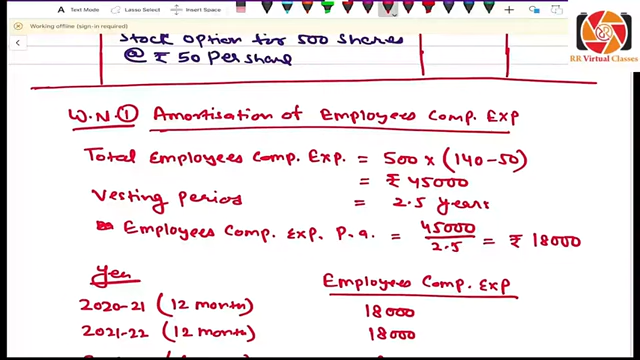 Text Mode Lasso Select Insert Space
Working offline (sign-in required)
Stock option for 500 shares
@ ₹ 50 Per share
RR Virtual Classes
W.N.① Amortisation of Employees Comp. Exp
Total Employees Comp. Exp. = 500 x (140-50)
= ₹ 45000
Vesting period = 2.5 years
Employees Comp. Exp. P.a. = 45000/2.5 = ₹ 18000
Year Employees Comp. Exp
2020-21 (12 month) 18000
2021-22 (12 month) 18000